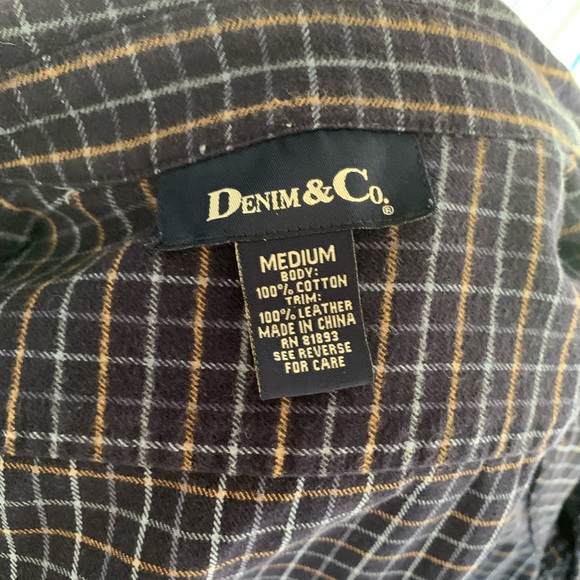 DENIM & CO.®
MEDIUM
BODY:
100% COTTON
TRIM:
100% LEATHER
MADE IN CHINA
RN 81893
SEE REVERSE
FOR CARE